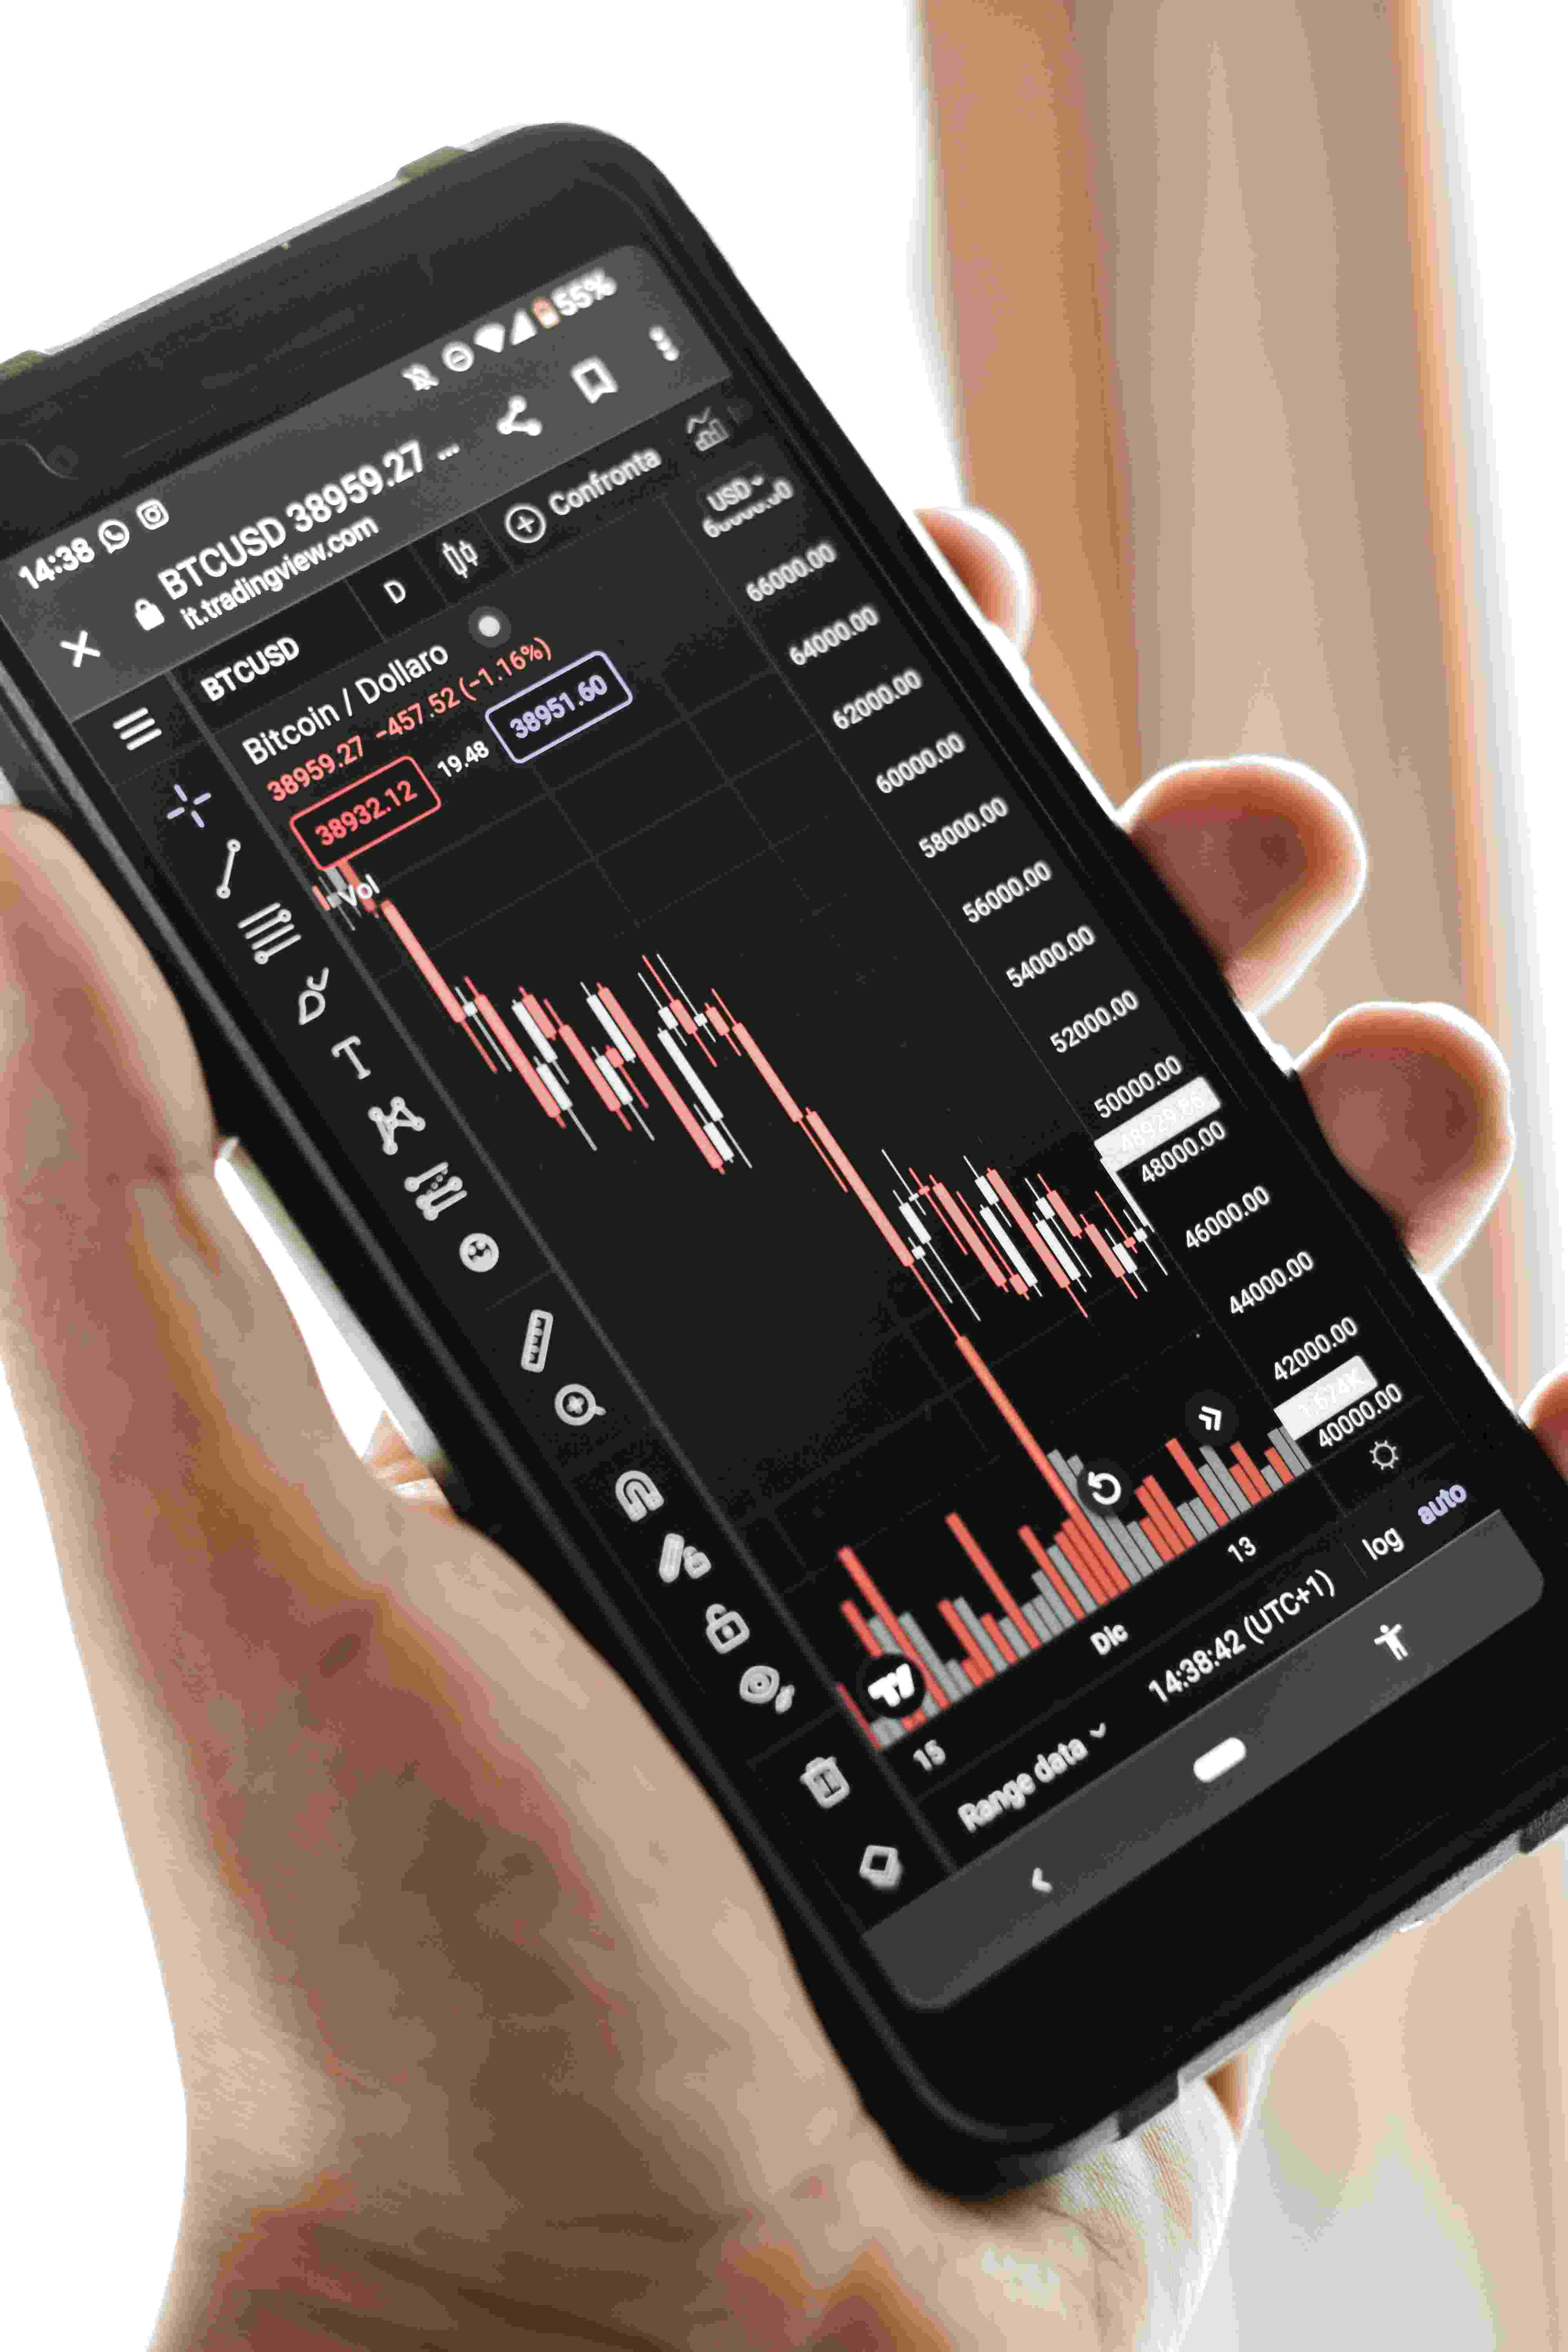 14:38 55%
BTCUSD 38959.27 ...
it.tradingview.com
BTCUSD D Confronta
Bitcoin / Dollaro
38959.27 -457.52 (-1.16%)
38932.12 19.48 38951.60
Vol
USD
66000.00
64000.00
62000.00
60000.00
58000.00
56000.00
54000.00
52000.00
50000.00
48000.00
46000.00
44000.00
42000.00
40000.00
15 Dic 13
Range data 14:38:42 (UTC+1) log auto